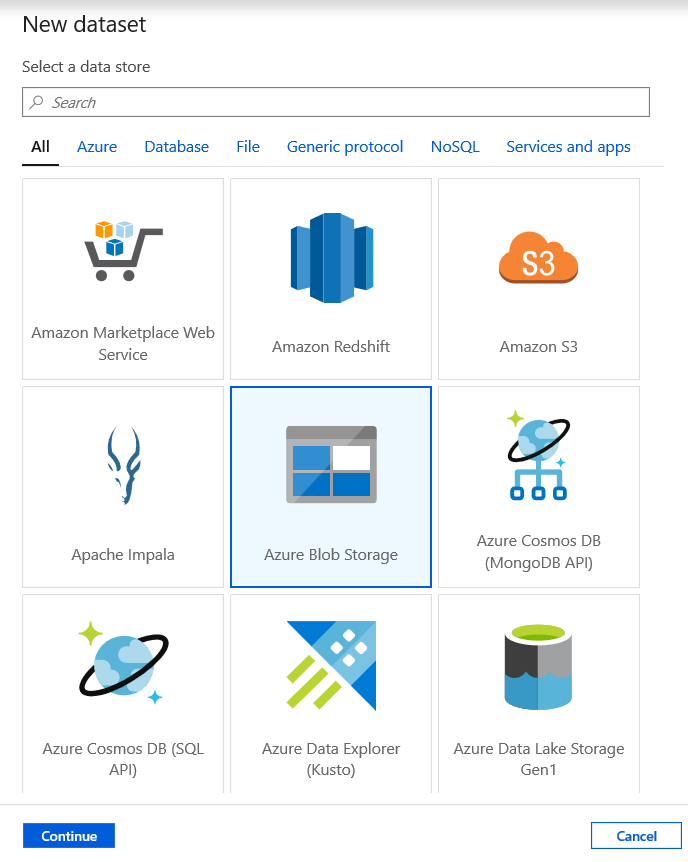 New dataset
Select a data store
Search
All Azure Database File Generic protocol NoSQL Services and apps
Amazon Marketplace Web
Service
Amazon Redshift
S3
Amazon S3
Apache Impala
Azure Blob Storage
Azure Cosmos DB
(MongoDB API)
Azure Cosmos DB (SQL
API)
Azure Data Explorer
(Kusto)
Azure Data Lake Storage
Gen1
Continue
Cancel